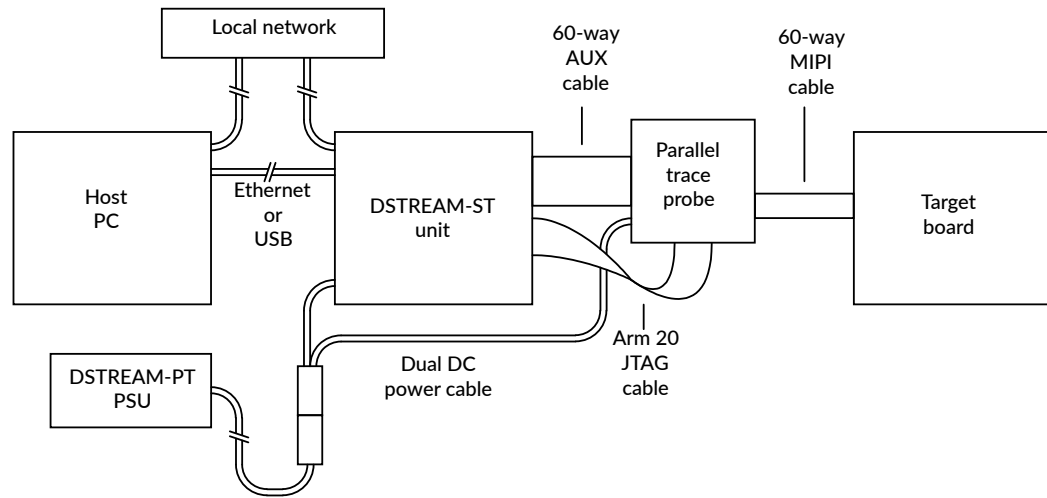 Local network
60-way
AUX
cable
60-way
MIPI
cable
Host
PC
Ethernet
or
USB
DSTREAM-ST
unit
Parallel
trace
probe
Target
board
DSTREAM-PT
PSU
Dual DC
power cable
Arm 20
JTAG
cable